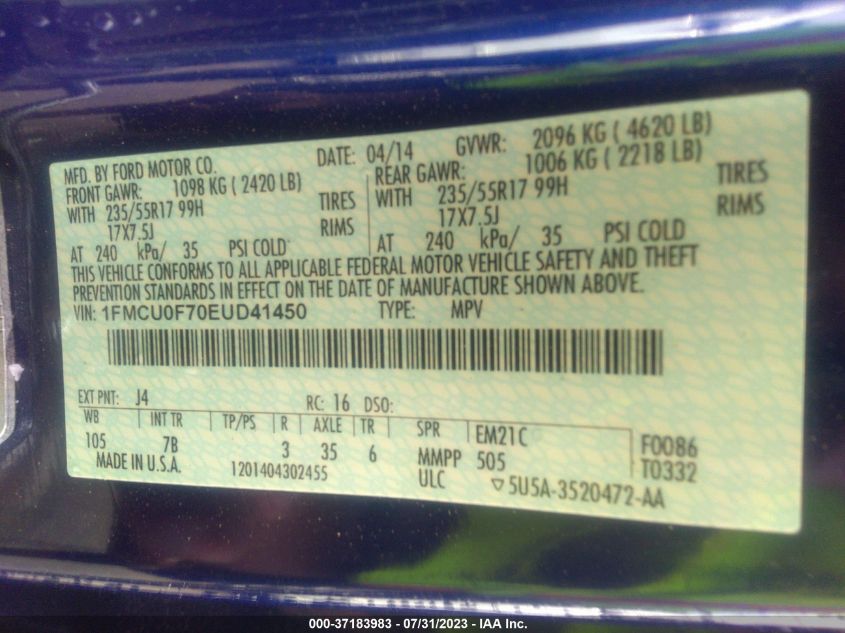 MFD. BY FORD MOTOR CO. DATE: 04/14 GVWR: 2096 KG ( 4620 LB)
FRONT GAWR: 1098 KG ( 2420 LB) REAR GAWR: 1006 KG ( 2218 LB)
WITH 235/55R17 99H TIRES WITH 235/55R17 99H TIRES
17X7.5J RIMS 17X7.5J RIMS
AT 240 kPa/ 35 PSI COLD AT 240 kPa/ 35 PSI COLD
THIS VEHICLE CONFORMS TO ALL APPLICABLE FEDERAL MOTOR VEHICLE SAFETY AND THEFT
PREVENTION STANDARDS IN EFFECT ON THE DATE OF MANUFACTURE SHOWN ABOVE.
VIN: 1FMCU0F70EUD41450 TYPE: MPV
EXT PNT: J4 RC: 16 DSO:
WB INT TR TP/PS R AXLE TR SPR EM21C F0086
105 7B 3 35 6 MMPP 505 T0332
MADE IN U.S.A. 1201404302455 ULC ▽5U5A-3520472-AA
000-37183983 - 07/31/2023 - IAA Inc.